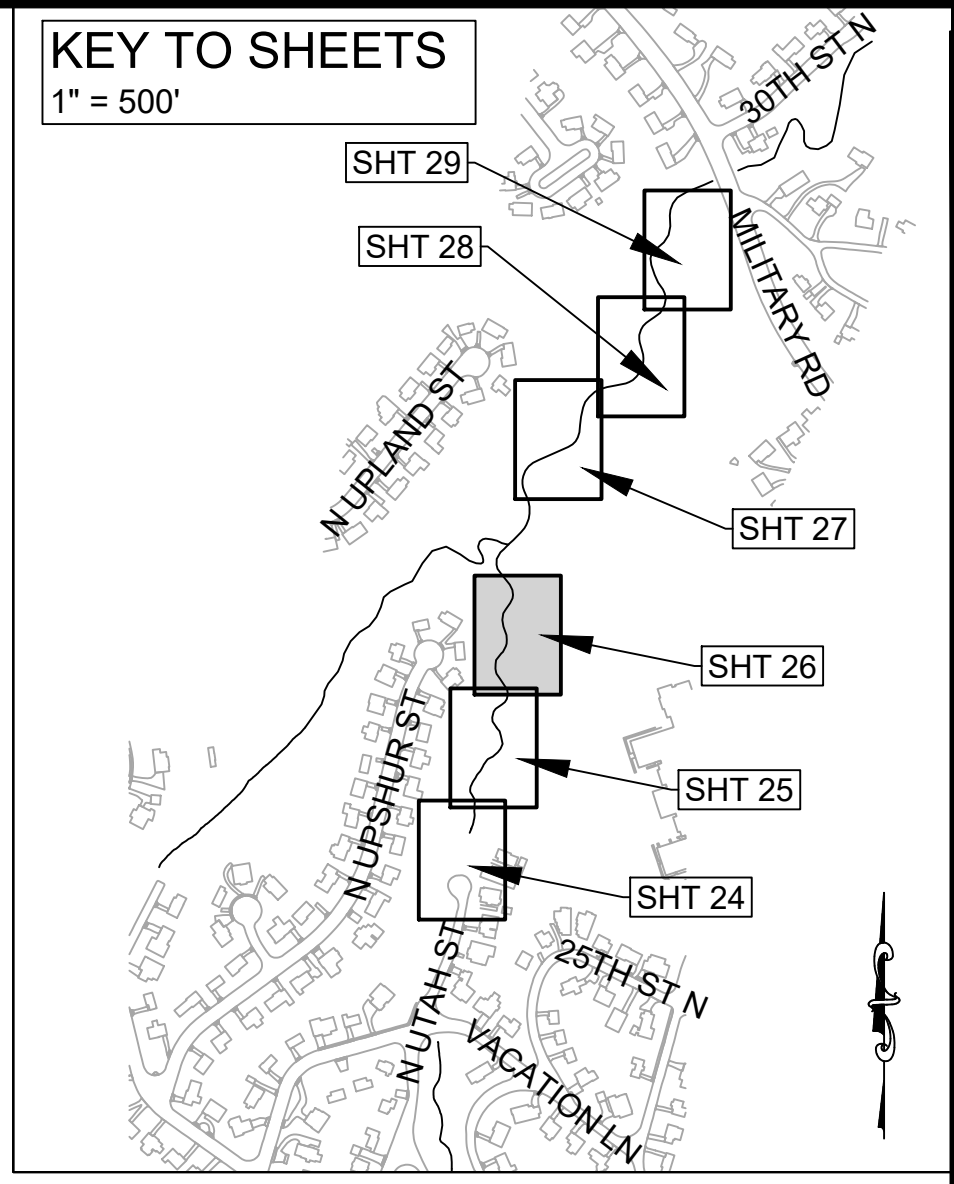 KEY TO SHEETS
1" = 500'
30TH ST N
SHT 29
SHT 28
MILITARY RD
N UPLAND ST
SHT 27
SHT 26
N UPSHUR ST
SHT 25
SHT 24
25TH ST N
N UTAH ST
VACATION LN